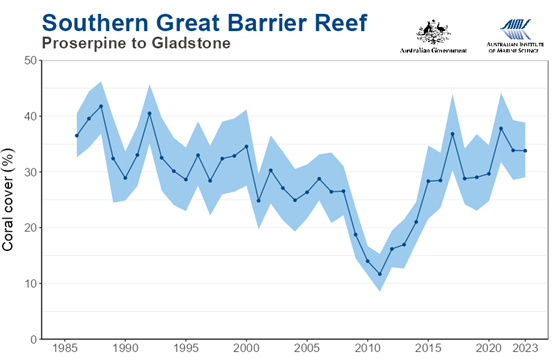 Southern Great Barrier Reef
Proserpine to Gladstone
Australian Government
AUSTRALIAN INSTITUTE
OF MARINE SCIENCE
Coral cover (%)
50
40
30
20
10
0
1985
1990
1995
2000
2005
2010
2015
2020
2023